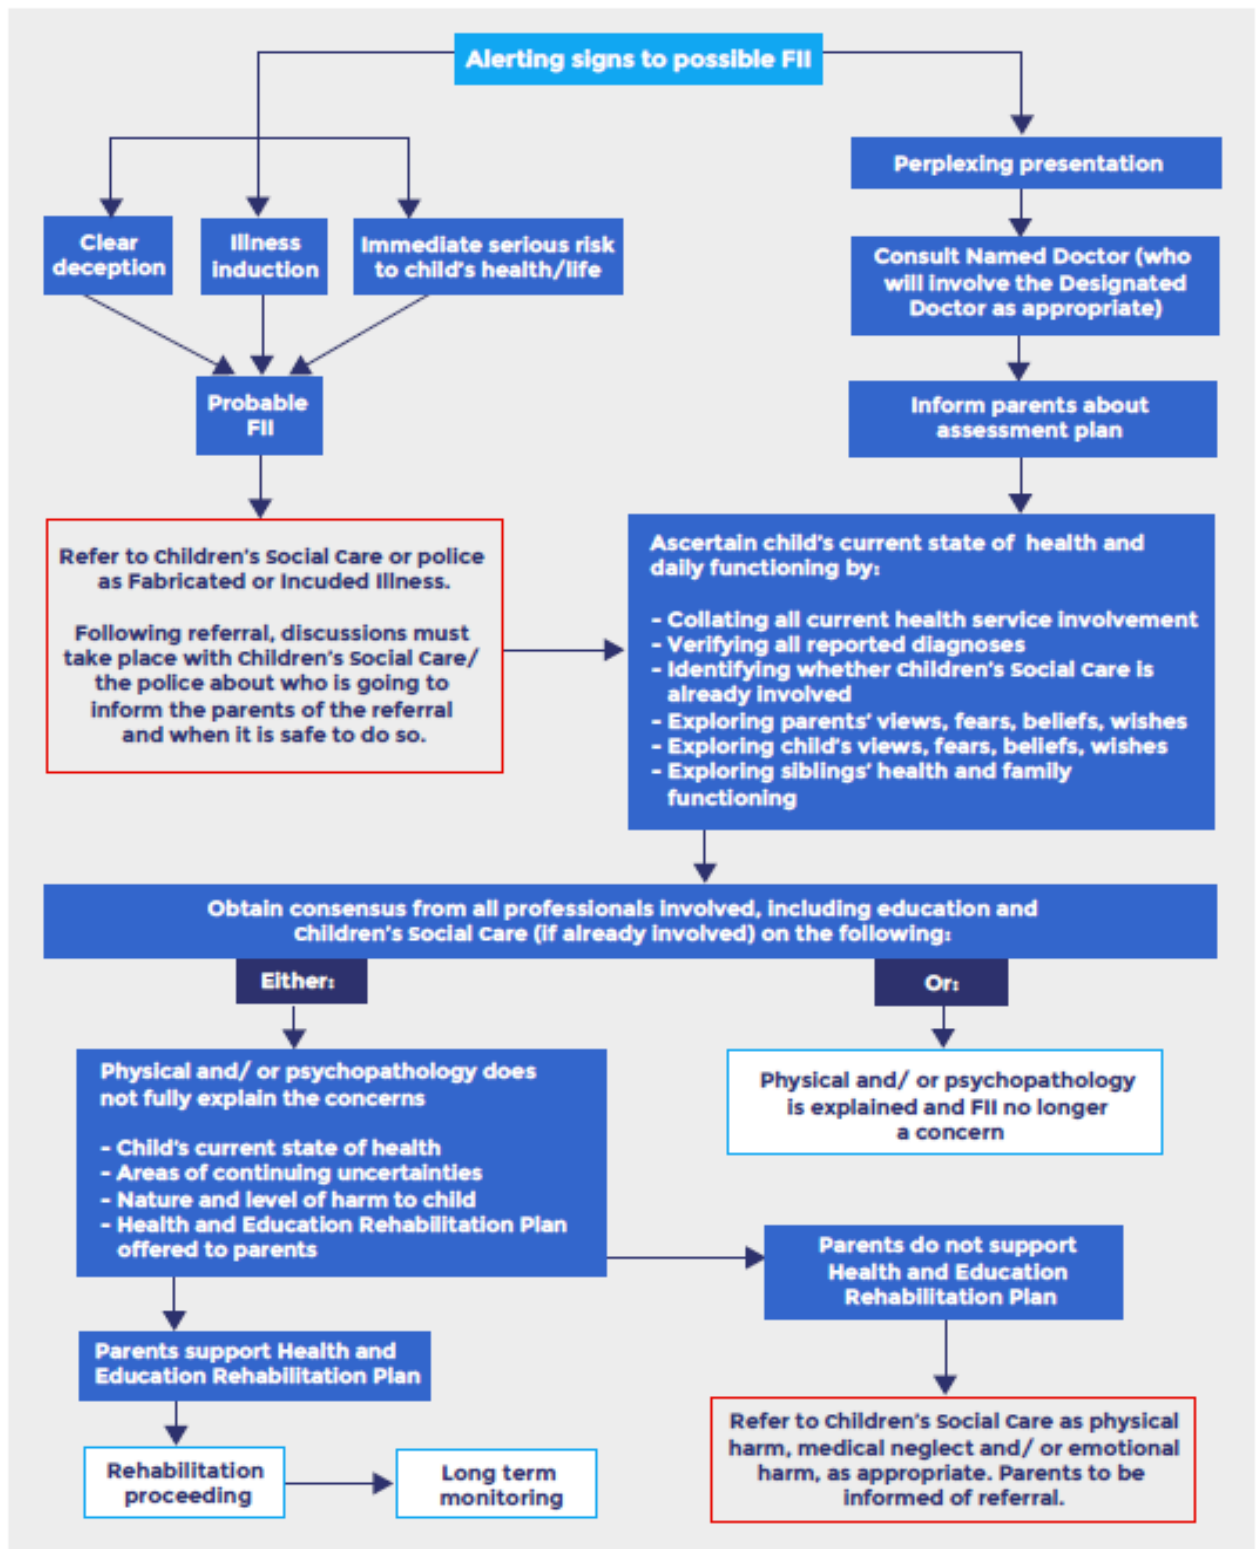 Alerting signs to possible FII
Perplexing presentation
Clear
deception
Illness
induction
Immediate serious risk
to child's health/life
Consult Named Doctor (who
will involve the Designated
Doctor as appropriate)
Probable
FII
Inform parents about
assessment plan
Refer to Children's Social Care or police
as Fabricated or Incuded Illness.
Following referral, discussions must
take place with Children's Social Care/
the police about who is going to
inform the parents of the referral
and when it is safe to do so.
Ascertain child's current state of health and
daily functioning by:
- Collating all current health service involvement
- Verifying all reported diagnoses
- Identifying whether Children's Social Care is
already involved
- Exploring parents' views, fears, beliefs, wishes
- Exploring child's views, fears, beliefs, wishes
- Exploring siblings' health and family
functioning
Obtain consensus from all professionals involved, including education and
Children's Social Care (if already involved) on the following:
Either:
Or:
Physical and/ or psychopathology does
not fully explain the concerns
- Child's current state of health
- Areas of continuing uncertainties
- Nature and level of harm to child
- Health and Education Rehabilitation Plan
offered to parents
Physical and/ or psychopathology
is explained and FII no longer
a concern
Parents do not support
Health and Education
Rehabilitation Plan
Parents support Health and
Education Rehabilitation Plan
Refer to Children's Social Care as physical
harm, medical neglect and/ or emotional
harm, as appropriate. Parents to be
informed of referral.
Rehabilitation
proceeding
Long term
monitoring